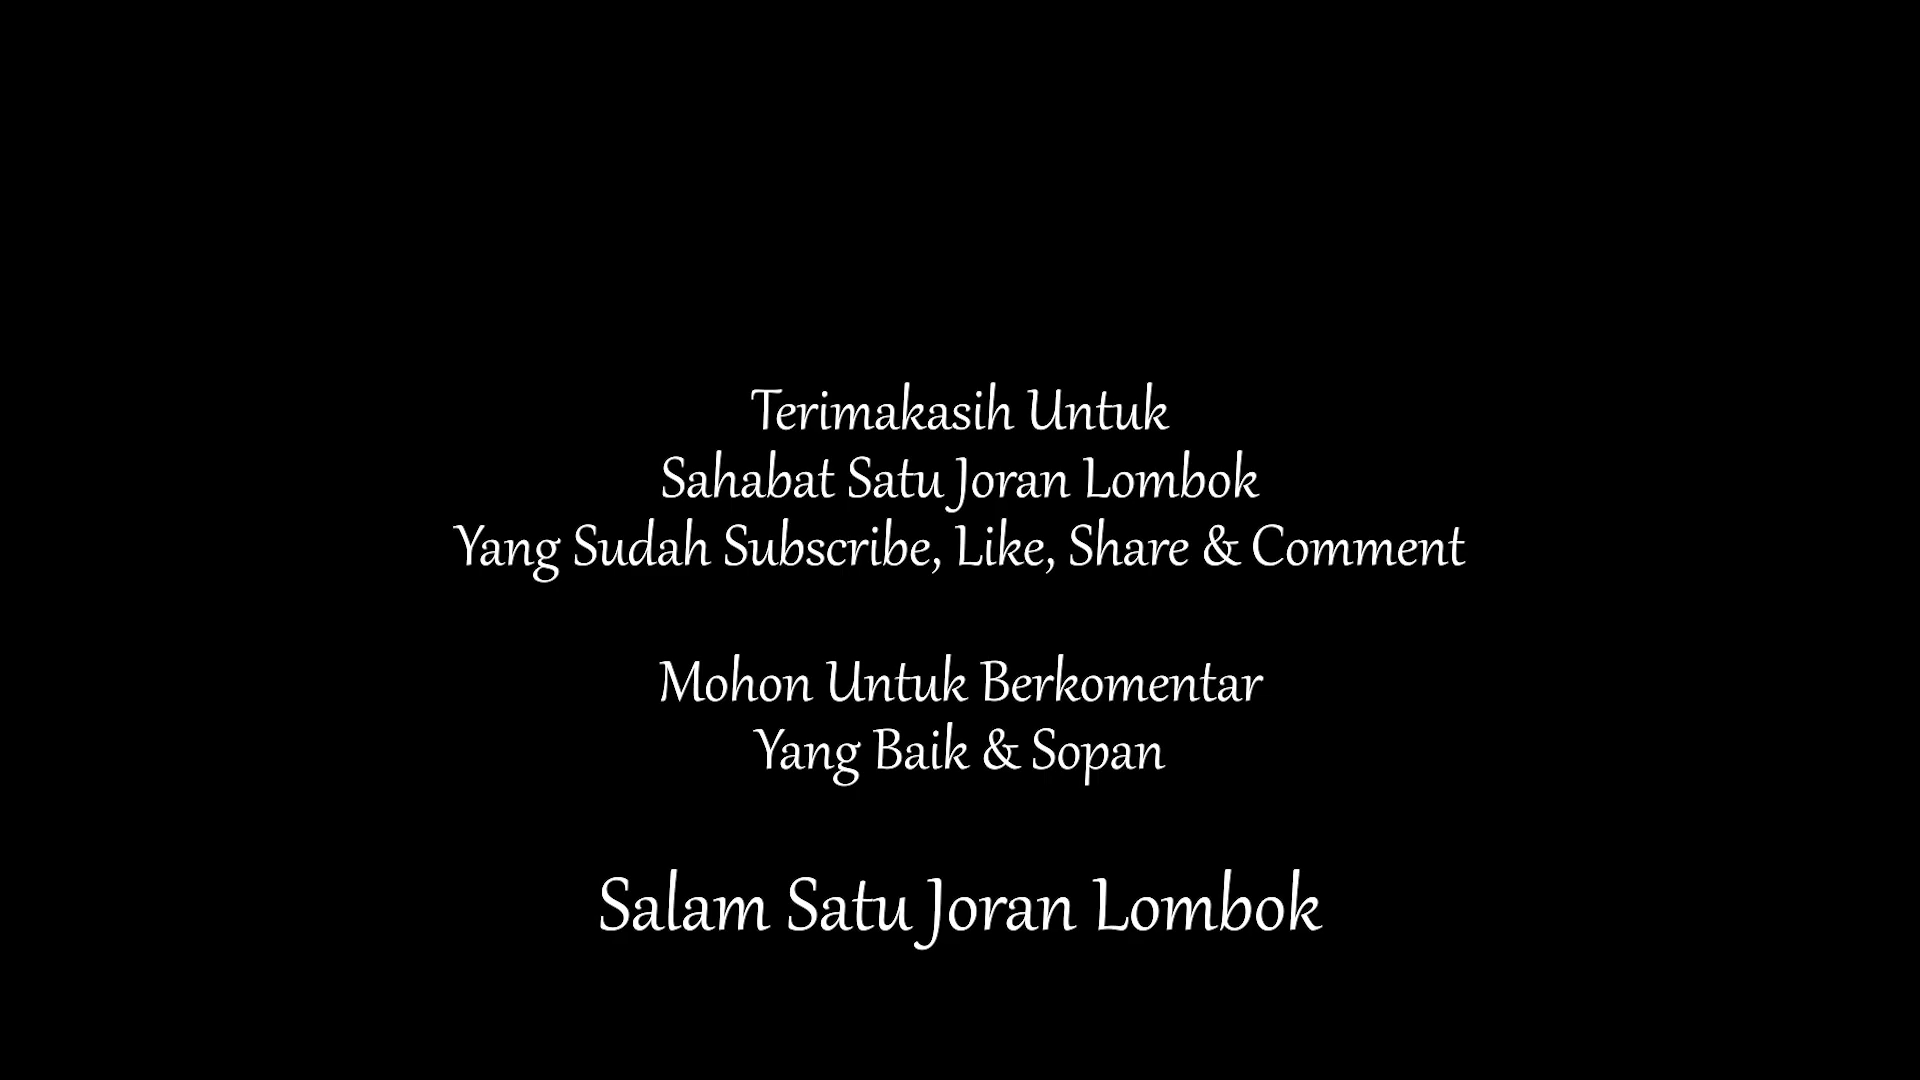 Terimakasih Untuk
Sahabat Satu Joran Lombok
Yang Sudah Subscribe, Like, Share & Comment
Mohon Untuk Berkomentar
Yang Baik & Sopan
Salam Satu Joran Lombok